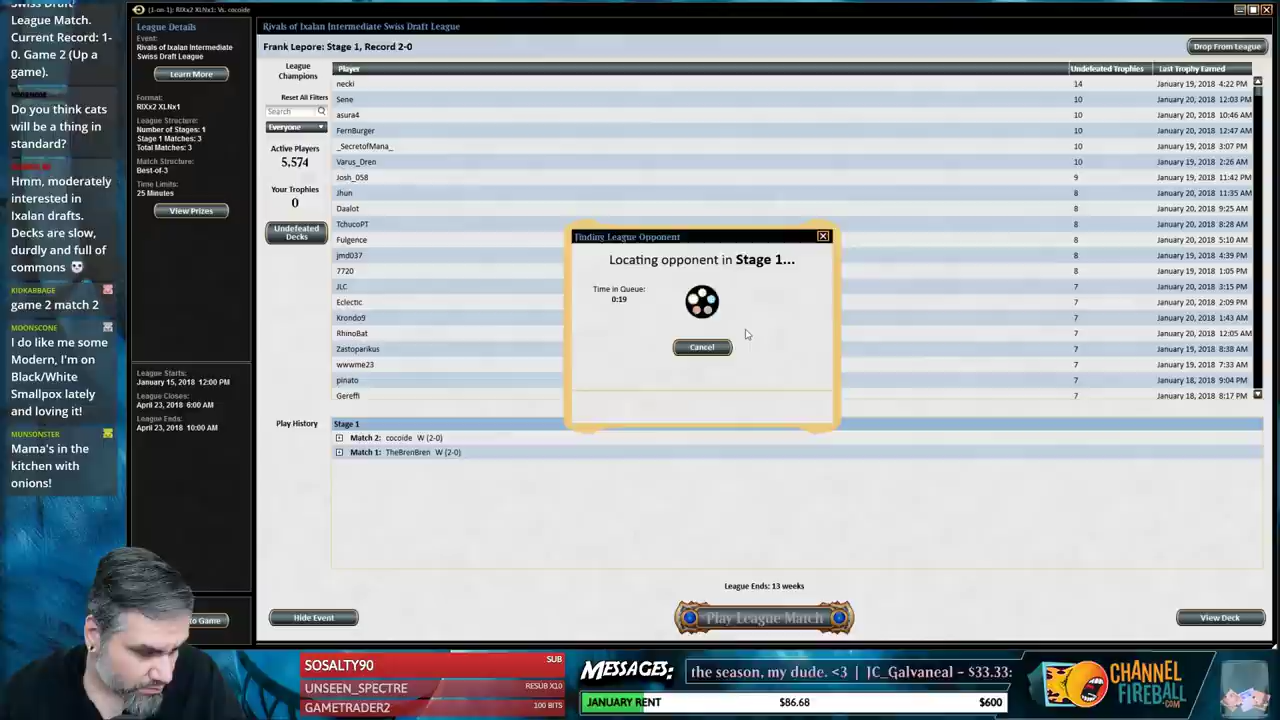 Swiss Draft
League Match.
Current Record: 1-
0. Game 2 (Up a
game).
Do you think cats
will be a thing in
standard?
Hmm, moderately
interested in
Ixalan drafts.
Decks are slow,
durdly and full of
commons
KIDKARBAGE
game 2 match 2
MOONSCONE
I do like me some
Modern, I'm on
Black/White
Smallpox lately
and loving it!
MUNSONSTER
Mama's in the
kitchen with
onions!
(1-on-1): RIXx2 XLNx1: Vs. cocoide
League Details
Event:
Rivals of Ixalan Intermediate
Swiss Draft League
Learn More
Format:
RIXx2 XLNx1
League Structure:
Number of Stages: 1
Stage 1 Matches: 3
Total Matches: 3
Match Structure:
Best-of-3
Time Limits:
25 Minutes
View Prizes
League Starts:
January 15, 2018 12:00 PM
League Closes:
April 23, 2018 6:00 AM
League Ends:
April 23, 2018 10:00 AM
to Game
Rivals of Ixalan Intermediate Swiss Draft League
Frank Lepore: Stage 1, Record 2-0
Drop From League
League
Champions
Reset All Filters
Search
Everyone
Active Players
5,574
Your Trophies
0
Undefeated
Decks
Player Undefeated Trophies Last Trophy Earned
necki 14 January 19, 2018 4:22 PM
Sene 10 January 20, 2018 12:03 PM
asura4 10 January 20, 2018 10:46 AM
FernBurger 10 January 20, 2018 12:47 AM
_SecretofMana_ 10 January 19, 2018 3:07 PM
Varus_Dren 10 January 19, 2018 2:26 AM
Josh_058 9 January 19, 2018 11:42 PM
Jhun 8 January 20, 2018 11:35 AM
Daalot 8 January 20, 2018 9:25 AM
TchucoPT 8 January 20, 2018 8:28 AM
Fulgence 8 January 20, 2018 5:10 AM
jmd037 8 January 19, 2018 4:39 PM
7720 8 January 19, 2018 1:05 PM
JLC 7 January 20, 2018 3:15 PM
Eclectic 7 January 20, 2018 2:09 PM
Krondo9 7 January 20, 2018 1:43 AM
RhinoBat 7 January 20, 2018 12:05 AM
Zastoparikus 7 January 19, 2018 8:38 AM
wwwme23 7 January 19, 2018 7:33 AM
pinato 7 January 18, 2018 9:04 PM
Gereffi 7 January 18, 2018 8:17 PM
Finding League Opponent
Locating opponent in Stage 1...
Time in Queue:
0:19
Cancel
Play History
Stage 1
Match 2: cocoide W (2-0)
Match 1: TheBrenBren W (2-0)
League Ends: 13 weeks
Hide Event
Play League Match
View Deck
SOSALTY90 SUB
UNSEEN_SPECTRE RESUB X10
GAMETRADER2 100 BITS
MESSAGES:
the season, my dude. <3 | JC_Galvaneal - $33.33:
JANUARY RENT $86.68 $600
CHANNEL
FIREBALL
.COM